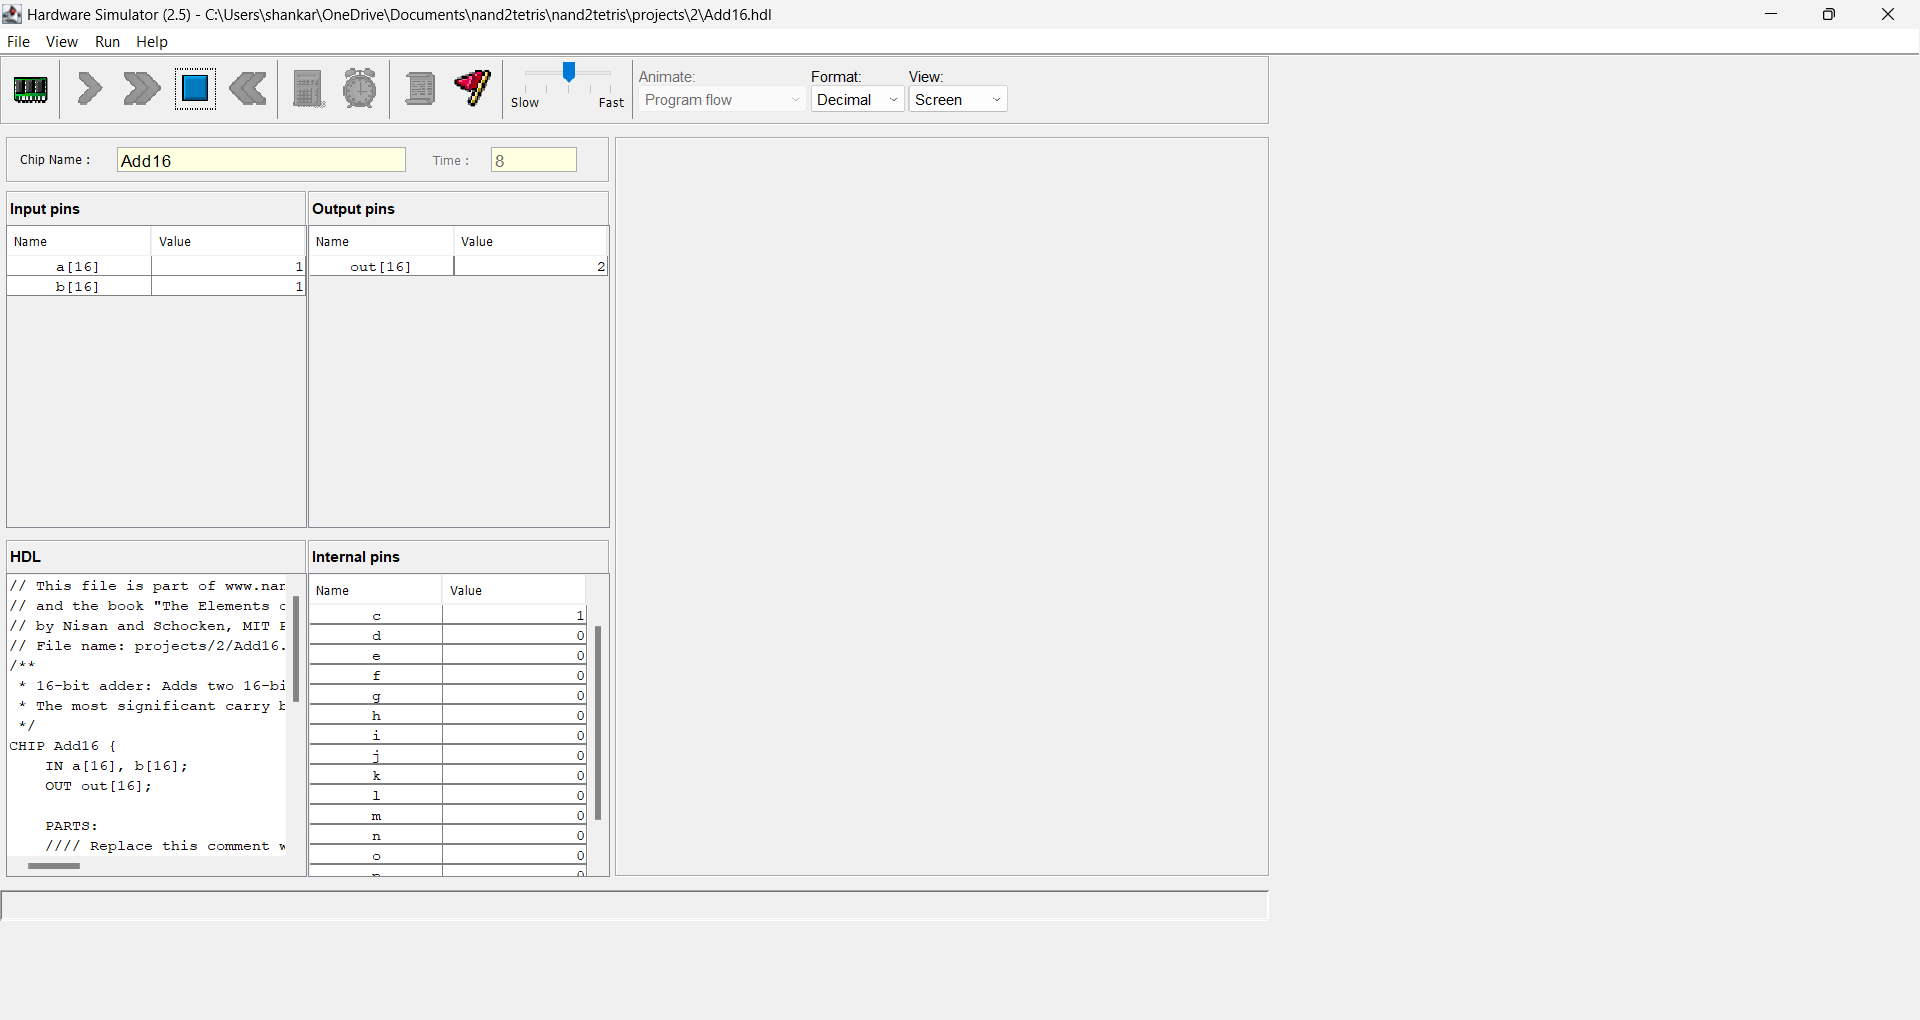 Hardware Simulator (2.5) - C:\Users\shankar\OneDrive\Documents\nand2tetris\nand2tetris\projects\2\Add16.hdl
File View Run Help
Slow Fast
Animate: Format: View:
Program flow Decimal Screen
Chip Name : Add16 Time : 8
Input pins
Name Value
a[16] 1
b[16] 1
Output pins
Name Value
out[16] 2
HDL
// This file is part of www.nan
// and the book "The Elements
// by Nisan and Schocken, MIT
// File name: projects/2/Add16.
/**
* 16-bit adder: Adds two 16-bi
* The most significant carry
*/
CHIP Add16 {
IN a[16], b[16];
OUT out[16];
PARTS:
//// Replace this comment
Internal pins
Name Value
c 1
d 0
e 0
f 0
g 0
h 0
i 0
j 0
k 0
l 0
m 0
n 0
o 0